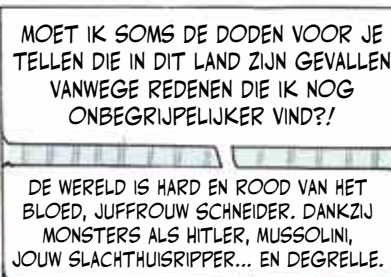 MOET IK SOMS DE DODEN VOOR JE
TELLEN DIE IN DIT LAND ZIJN GEVALLEN
VANWEGE REDENEN DIE IK NOG
ONBEGRIJPELIJKER VIND?!
DE WERELD IS HARD EN ROOD VAN HET
BLOED, JUFFROUW SCHNEIDER. DANKZIJ
MONSTERS ALS HITLER, MUSSOLINI,
JOUW SLACHTHUISRIPPER... EN DEGRELLE.